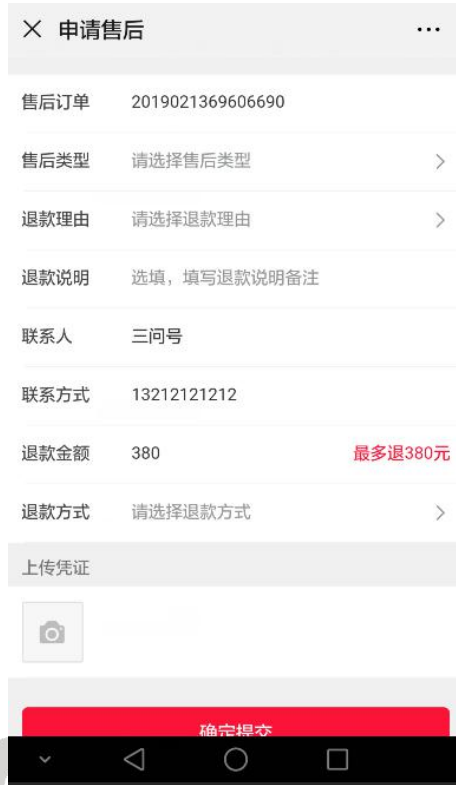 申请售后
售后订单 2019021369606690
售后类型 请选择售后类型
退款理由 请选择退款理由
退款说明 选填，填写退款说明备注
联系人 三问号
联系方式 13212121212
退款金额 380 最多退380元
退款方式 请选择退款方式
上传凭证
确定提交